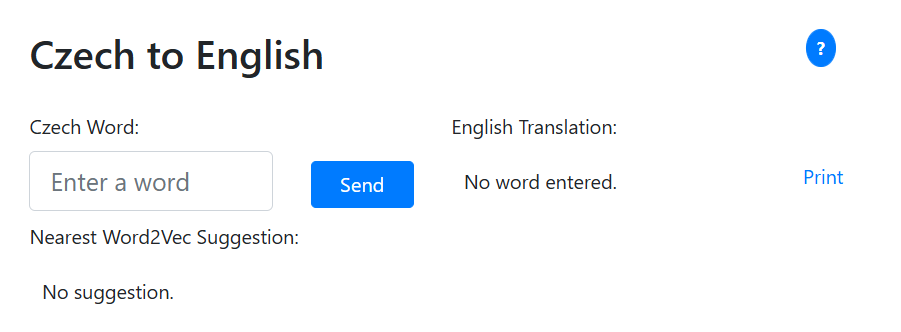 Czech to English
?
Czech Word:
English Translation:
Enter a word
Send
No word entered.
Print
Nearest Word2Vec Suggestion:
No suggestion.